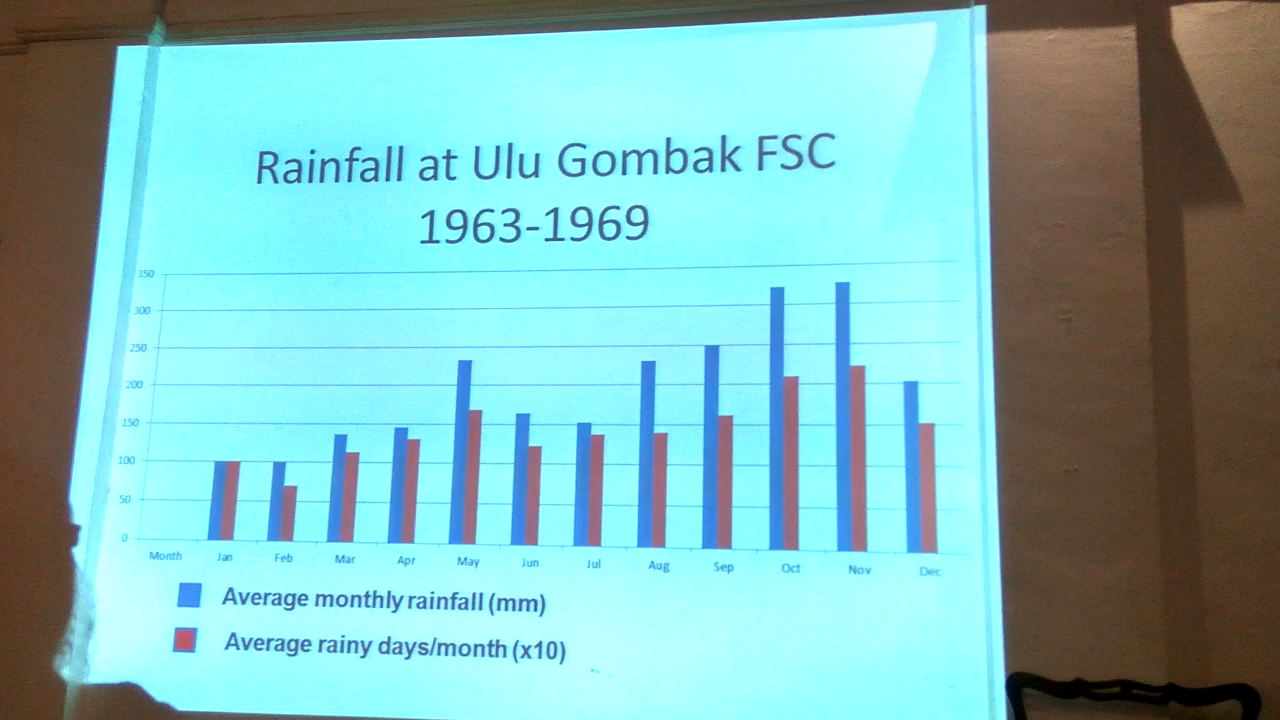 Rainfall at Ulu Gombak FSC
1963-1969
350
300
250
200
150
100
50
0
Month Jan Feb Mar Apr May Jun Jul Aug Sep Oct Nov Dec
Average monthly rainfall (mm)
Average rainy days/month (x10)